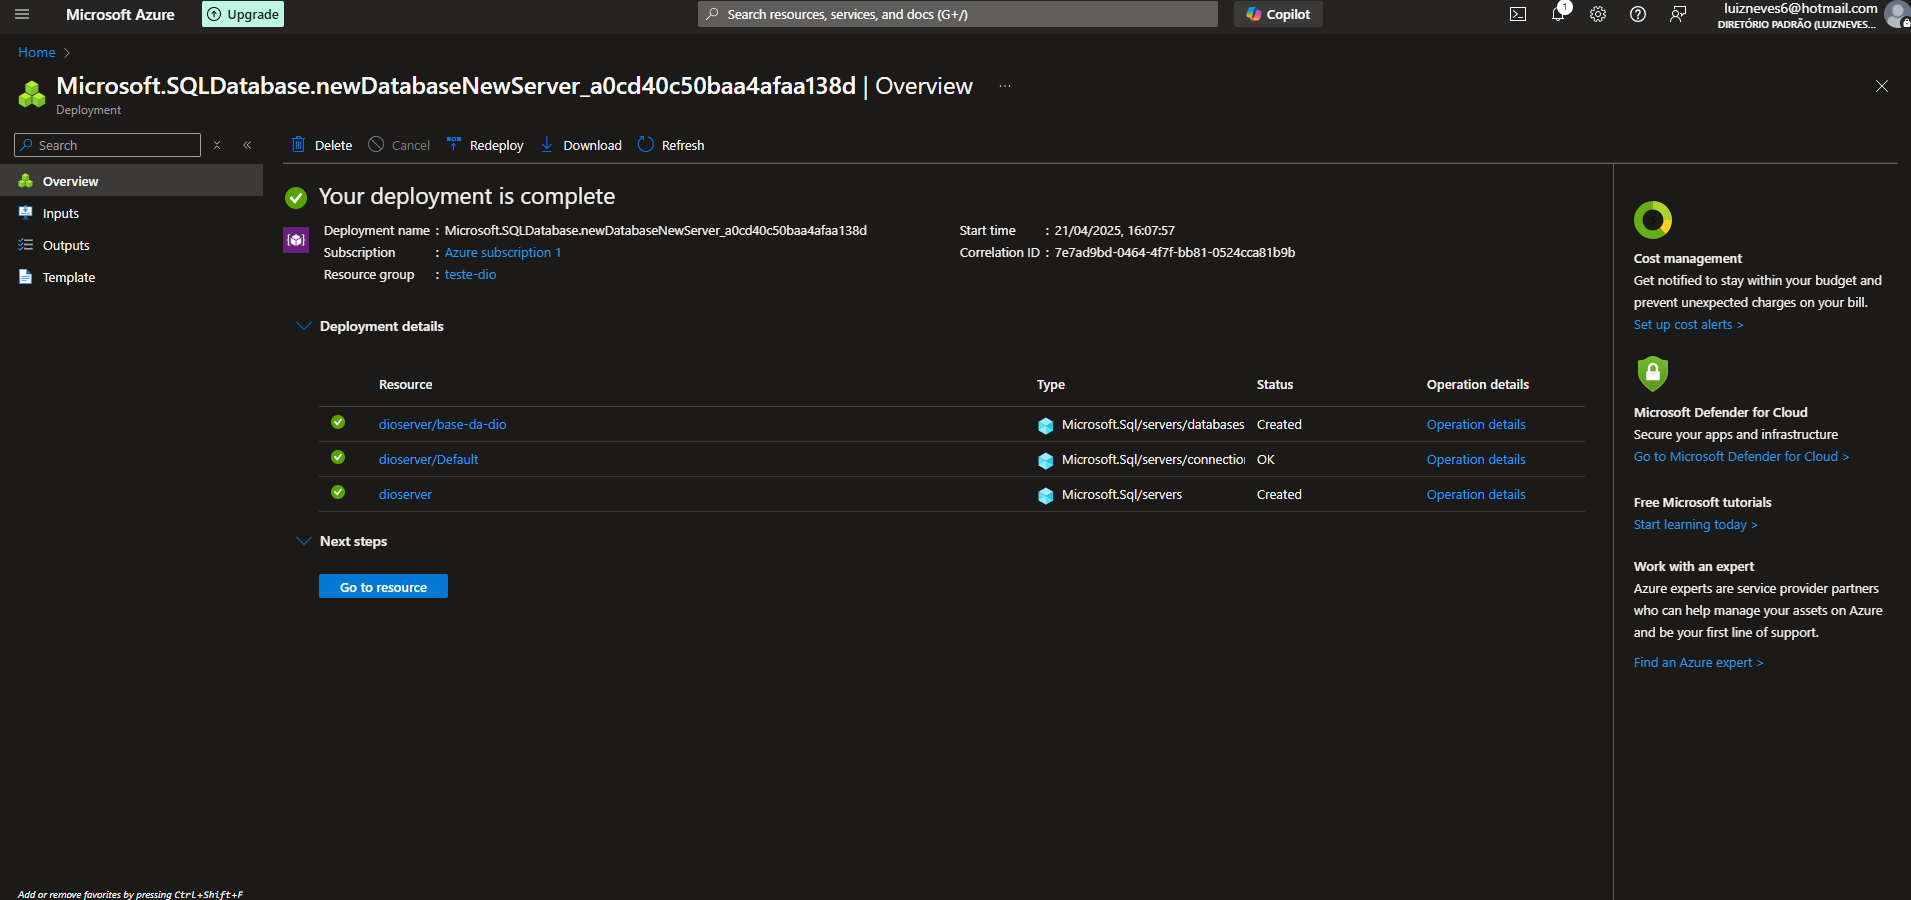 Microsoft Azure
Upgrade
Search resources, services, and docs (G+/)
Copilot
1
luizneves6@hotmail.com
DIRETÓRIO PADRÃO (LUIZNEVES...
Home >
Microsoft.SQLDatabase.newDatabaseNewServer_a0cd40c50baa4afaa138d | Overview ...
Deployment
Search
Overview
Inputs
Outputs
Template
Delete
Cancel
Redeploy
Download
Refresh
Your deployment is complete
Deployment name : Microsoft.SQLDatabase.newDatabaseNewServer_a0cd40c50baa4afaa138d
Subscription : Azure subscription 1
Resource group : teste-dio
Start time : 21/04/2025, 16:07:57
Correlation ID : 7e7ad9bd-0464-4f7f-bb81-0524cca81b9b
Deployment details
Resource Type Status Operation details
dioserver/base-da-dio Microsoft.Sql/servers/databases Created Operation details
dioserver/Default Microsoft.Sql/servers/connection OK Operation details
dioserver Microsoft.Sql/servers Created Operation details
Next steps
Go to resource
Cost management
Get notified to stay within your budget and
prevent unexpected charges on your bill.
Set up cost alerts >
Microsoft Defender for Cloud
Secure your apps and infrastructure
Go to Microsoft Defender for Cloud >
Free Microsoft tutorials
Start learning today >
Work with an expert
Azure experts are service provider partners
who can help manage your assets on Azure
and be your first line of support.
Find an Azure expert >
Add or remove favorites by pressing Ctrl+Shift+F